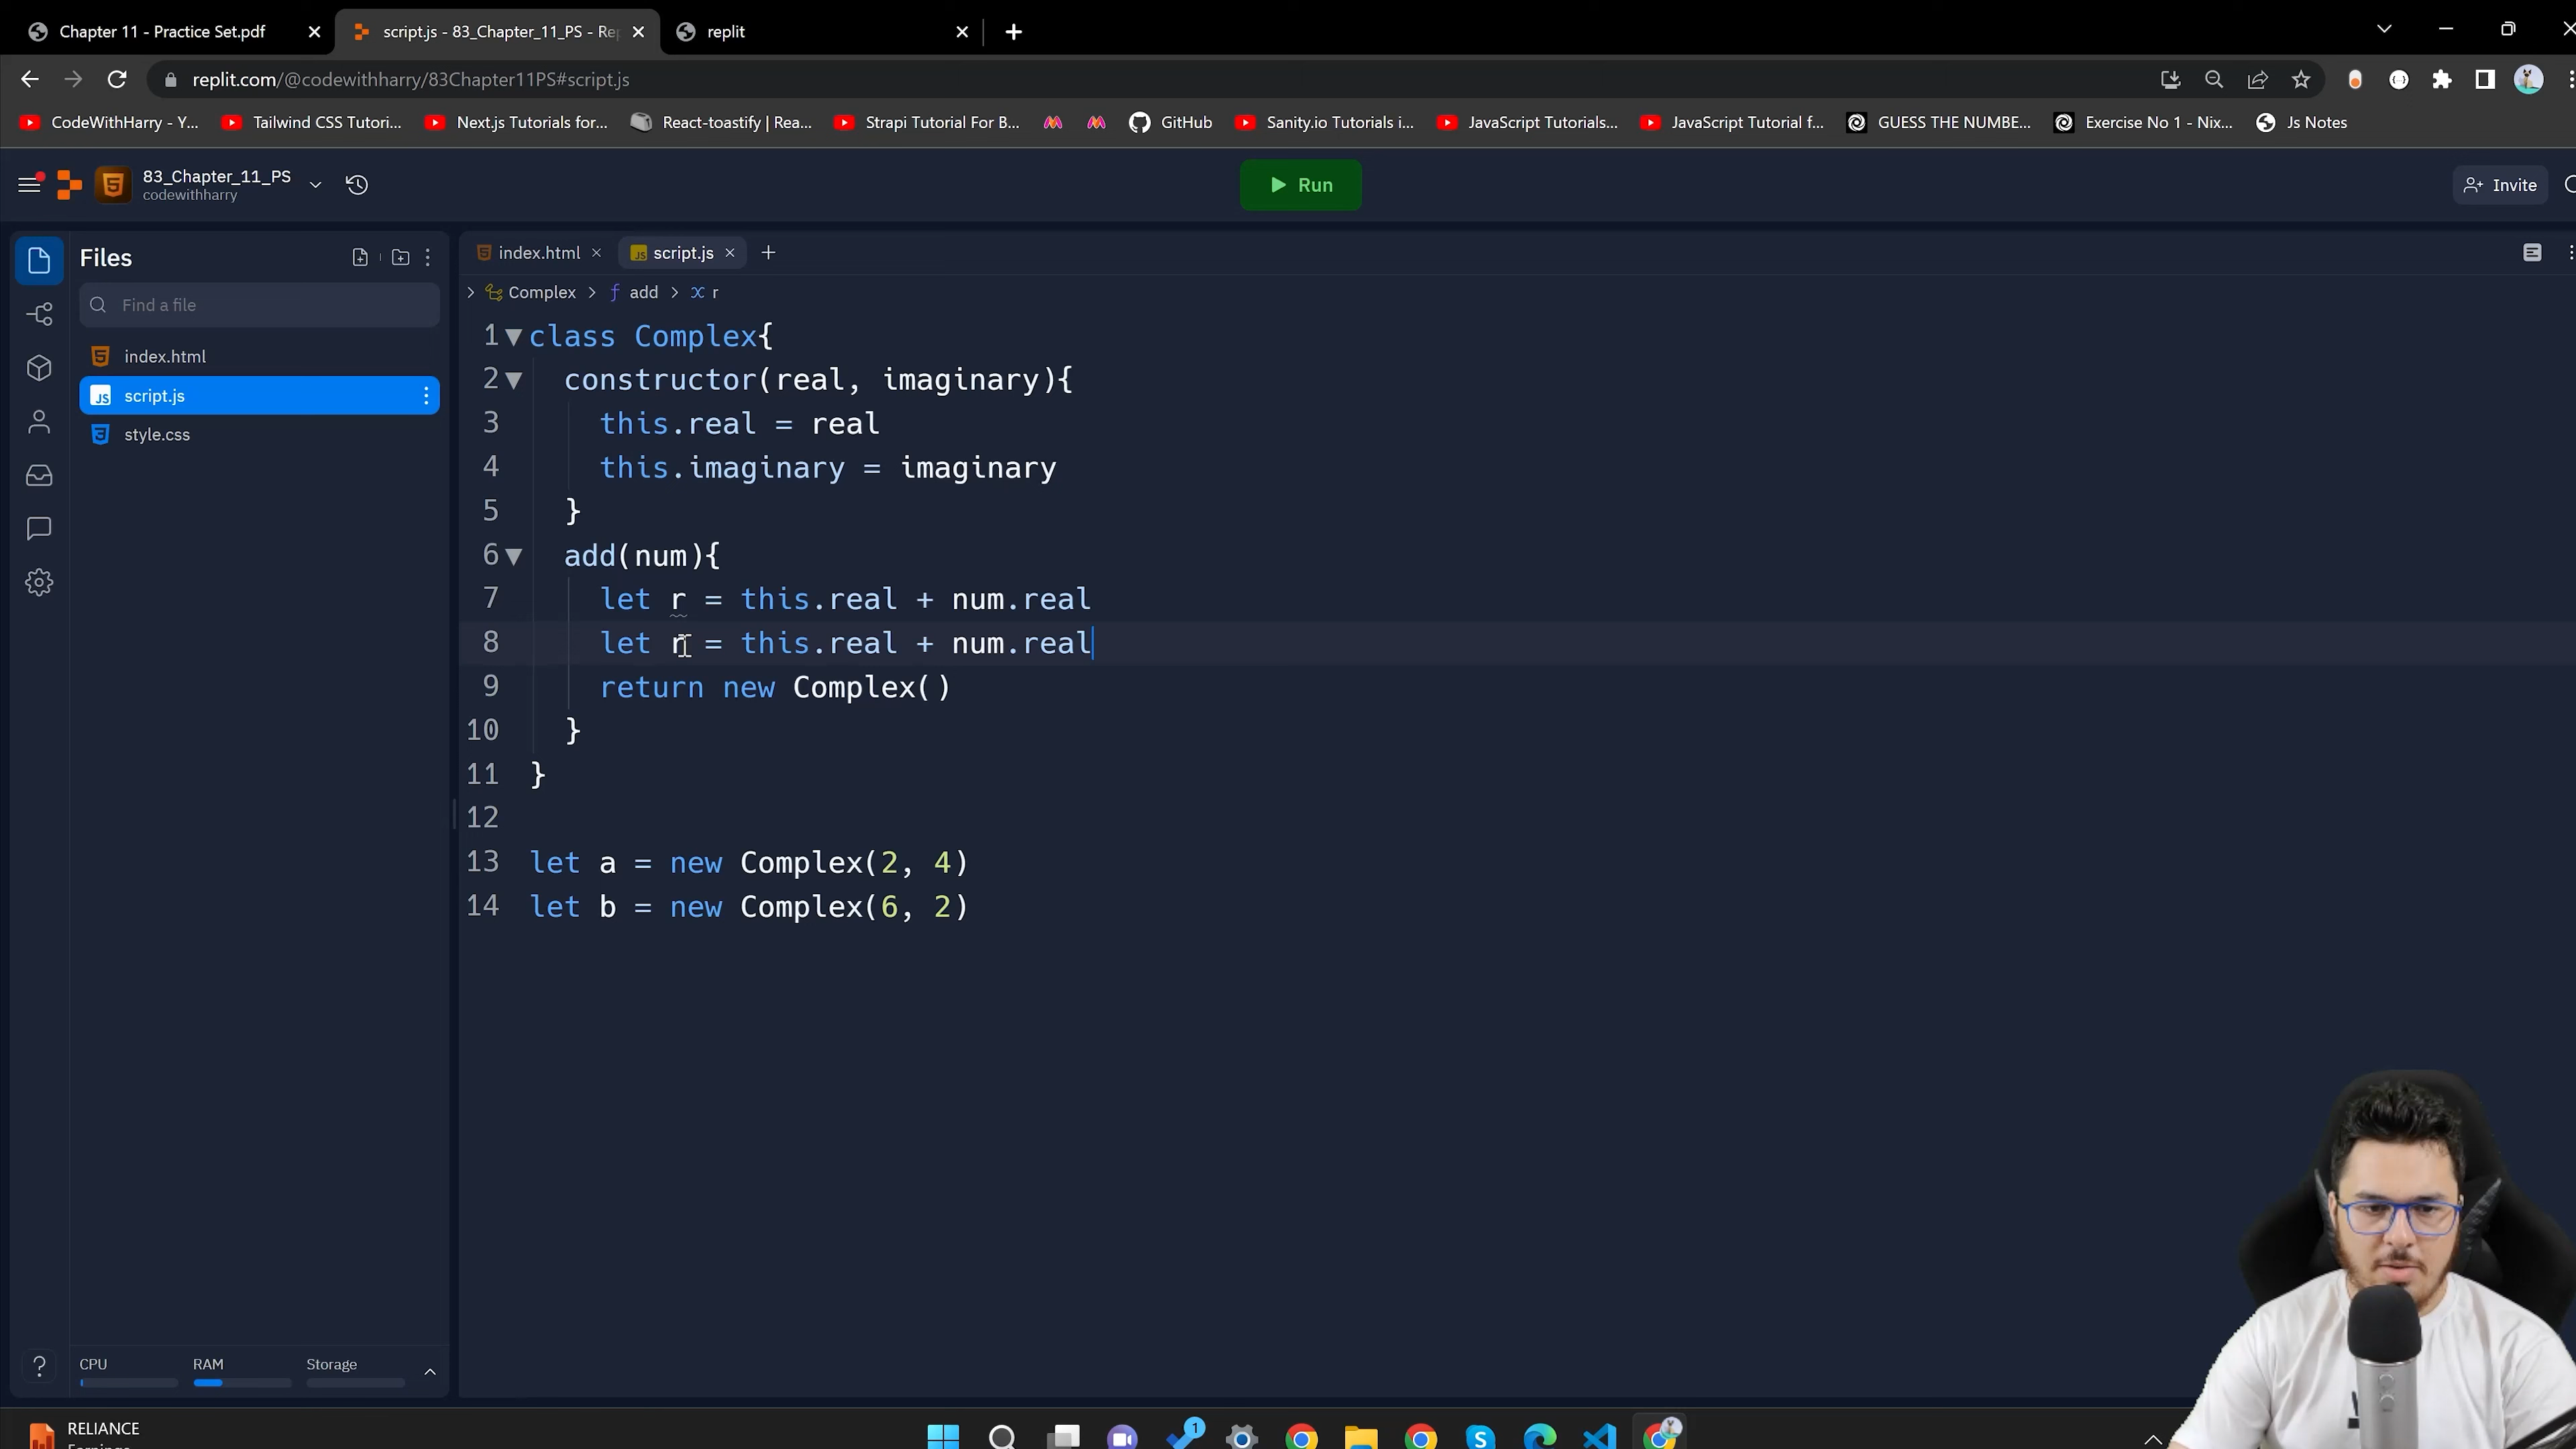 Chapter 11 - Practice Set.pdf
script.js - 83_Chapter_11_PS - Rep
replit
replit.com/@codewithharry/83Chapter11PS#script.js
CodeWithHarry - Y...
Tailwind CSS Tutori...
Next.js Tutorials for...
React-toastify | Rea...
Strapi Tutorial For B...
GitHub
Sanity.io Tutorials i...
JavaScript Tutorials...
JavaScript Tutorial f...
GUESS THE NUMBE...
Exercise No 1 - Nix...
Js Notes
83_Chapter_11_PS
codewithharry
Run
Invite
Files
Find a file
index.html
script.js
style.css
index.html
script.js
Complex > add > r
1 class Complex{
2 constructor(real, imaginary){
3 this.real = real
4 this.imaginary = imaginary
5 }
6 add(num){
7 let r = this.real + num.real
8 let r = this.real + num.real
9 return new Complex()
10 }
11 }
12
13 let a = new Complex(2, 4)
14 let b = new Complex(6, 2)
CPU
RAM
Storage
RELIANCE
1